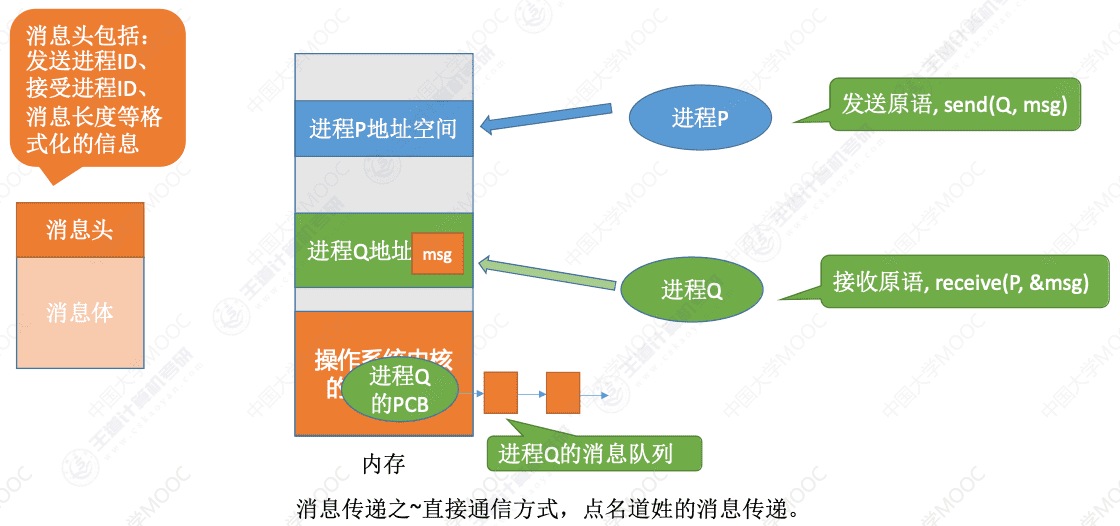 消息头包括：
发送进程ID、
接受进程ID、
消息长度等格
式化的信息
消息头
消息体
进程P地址空间
进程Q地址
msg
操作系统内核
的
进程Q
的PCB
内存
进程P
发送原语, send(Q, msg)
进程Q
接收原语, receive(P, &msg)
进程Q的消息队列
消息传递之~直接通信方式，点名道姓的消息传递。
中国大学MOOC
王道计算机考研